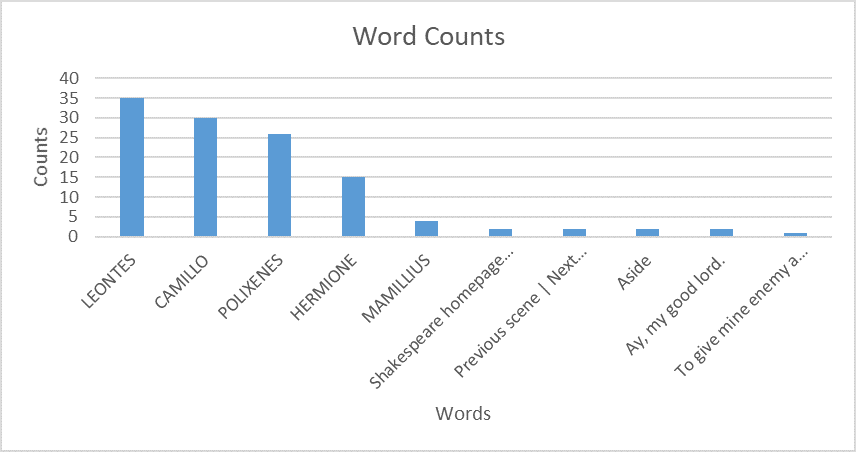 Word Counts
Counts
40
35
30
25
20
15
10
5
0
LEONTES
CAMILLO
POLIXENES
HERMIONE
MAMILLIUS
Shakespeare homepage...
Previous scene | Next...
Aside
Ay, my good lord.
To give mine enemy a...
Words